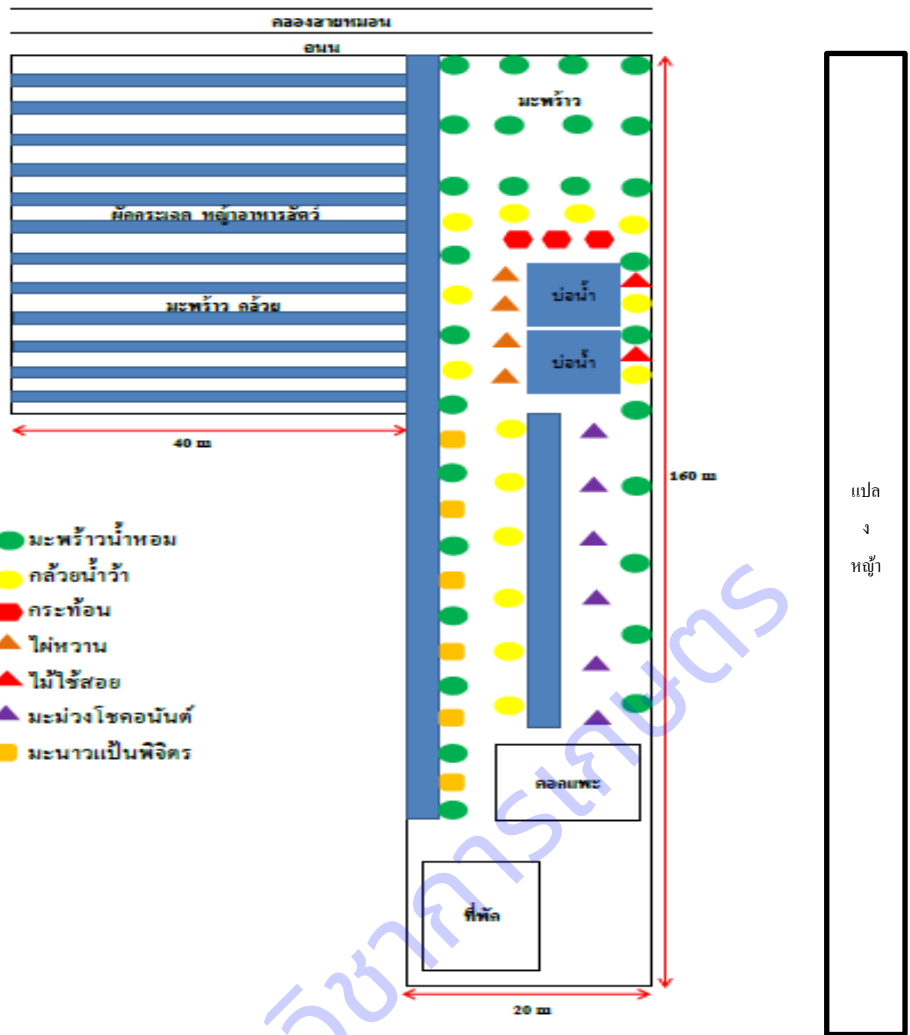 คลองสายหมอน
ถนน
มะพร้าว
ผักกระเฉด หญ้าอาหารสัตว์
บ่อน้ำ
มะพร้าว กล้วย
บ่อน้ำ
40 m
160 m
แปล
ง
หญ้า
มะพร้าวน้ำหอม
กล้วยน้ำว้า
กระท้อน
ไผ่หวาน
ไม้ใช้สอย
มะม่วงโชคอนันต์
มะนาวแป้นพิจิตร
คอกแพะ
ที่พัก
20 m
วิชาการเกษตร